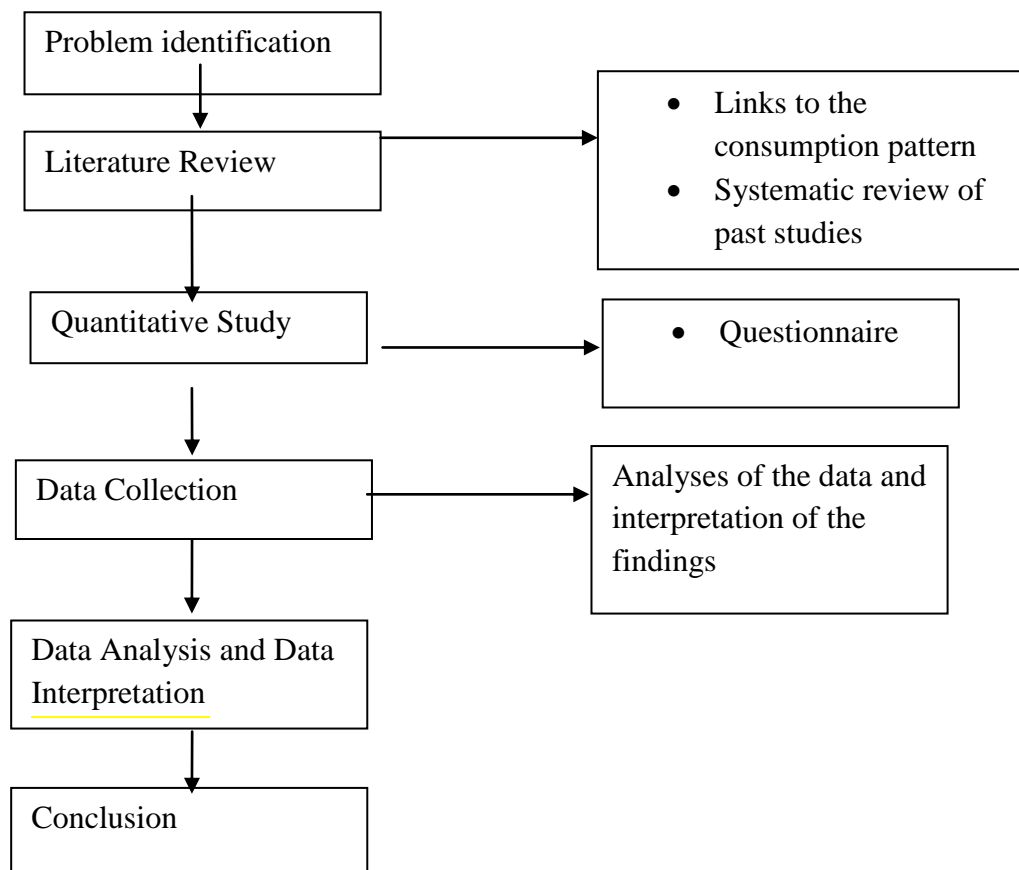 Problem identification
Literature Review
• Links to the
consumption pattern
• Systematic review of
past studies
Quantitative Study
• Questionnaire
Data Collection
Analyses of the data and
interpretation of the
findings
Data Analysis and Data
Interpretation
Conclusion